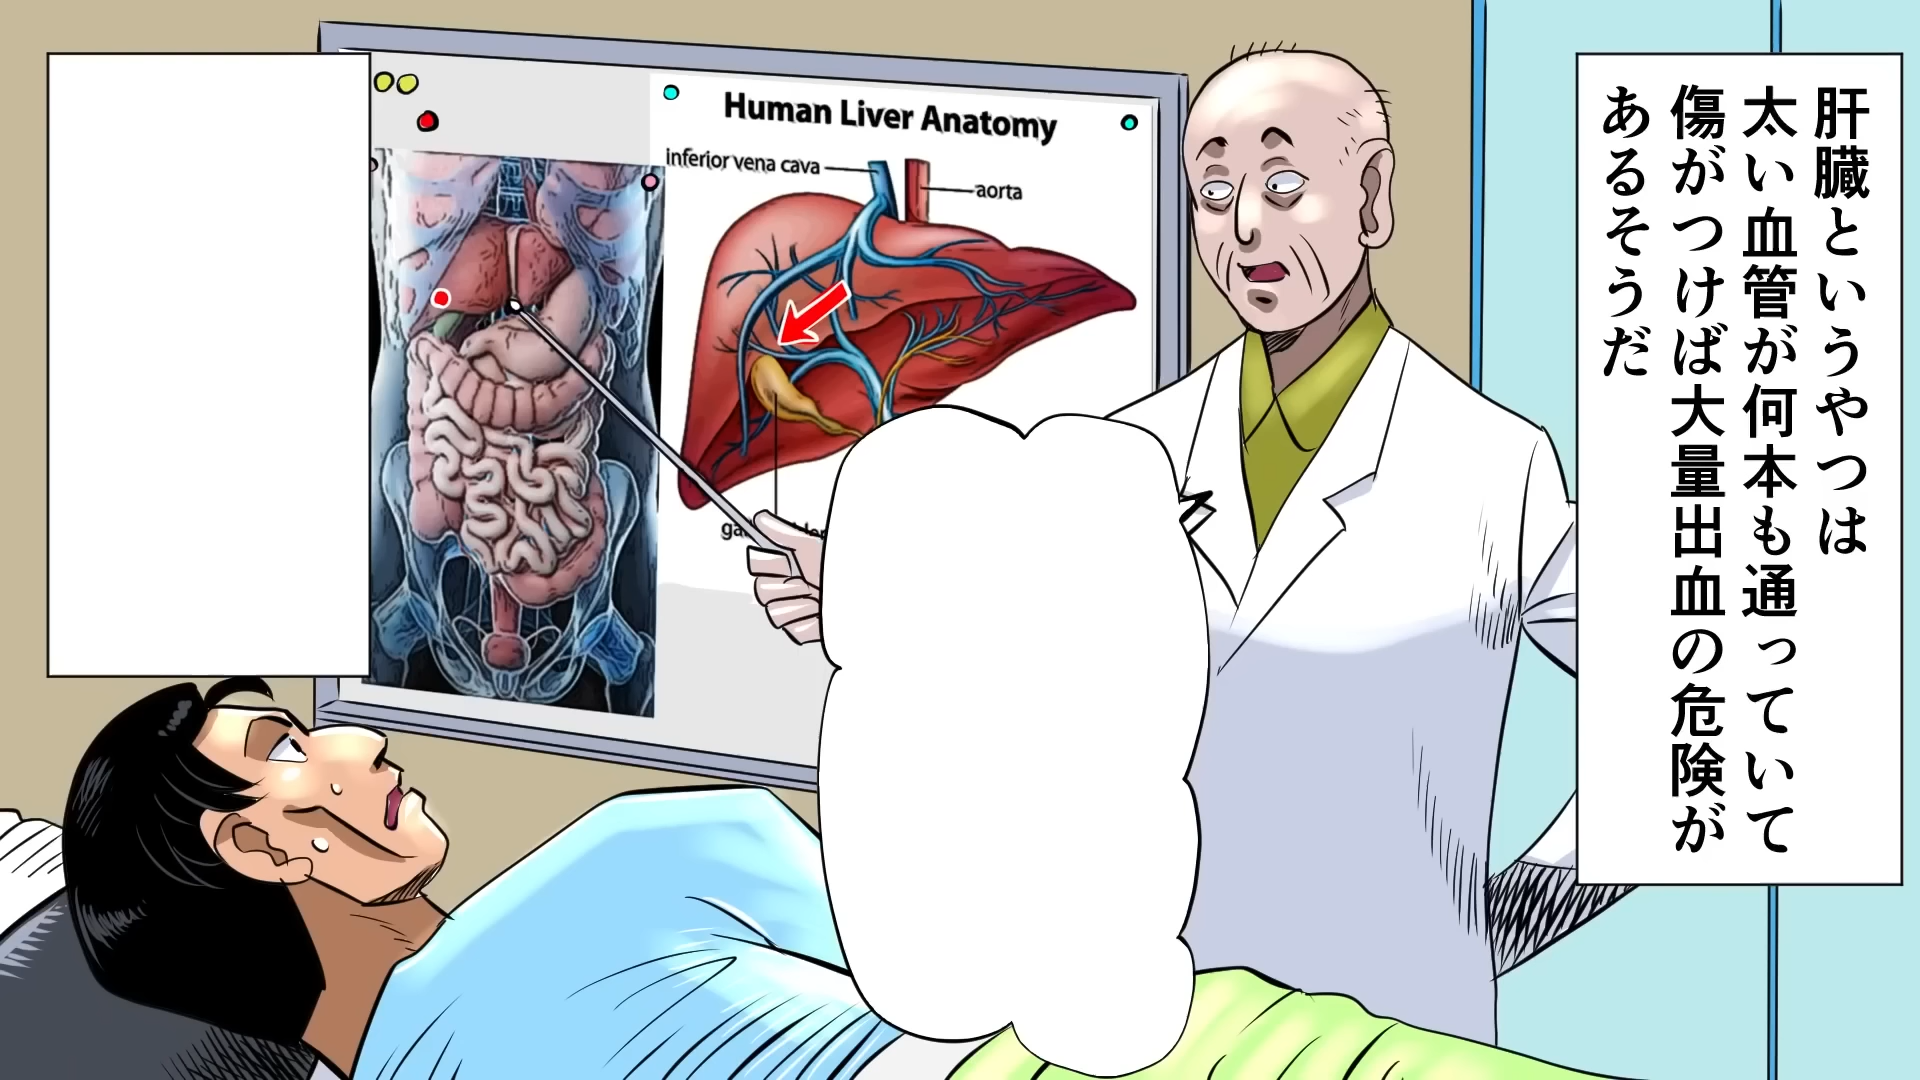 肝臓というやつは
太い血管が何本も通っていて
傷がつけば大量出血の危険が
あるそうだ
Human Liver Anatomy
inferior vena cava
aorta